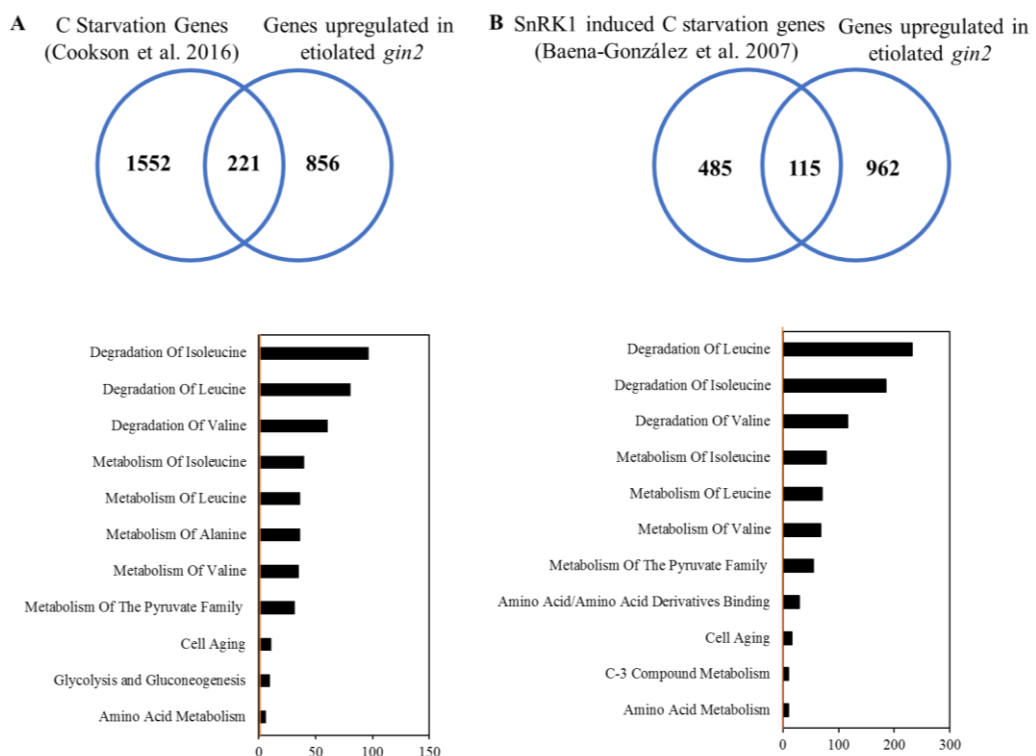 A
C Starvation Genes
(Cookson et al. 2016)
Genes upregulated in
etiolated gin2
1552
221
856
Degradation Of Isoleucine
Degradation Of Leucine
Degradation Of Valine
Metabolism Of Isoleucine
Metabolism Of Leucine
Metabolism Of Alanine
Metabolism Of Valine
Metabolism Of The Pyruvate Family
Cell Aging
Glycolysis and Gluconeogenesis
Amino Acid Metabolism
0 50 100 150
B
SnRK1 induced C starvation genes
(Baena-González et al. 2007)
Genes upregulated in
etiolated gin2
485
115
962
Degradation Of Leucine
Degradation Of Isoleucine
Degradation Of Valine
Metabolism Of Isoleucine
Metabolism Of Leucine
Metabolism Of Valine
Metabolism Of The Pyruvate Family
Amino Acid/Amino Acid Derivatives Binding
Cell Aging
C-3 Compound Metabolism
Amino Acid Metabolism
0 100 200 300